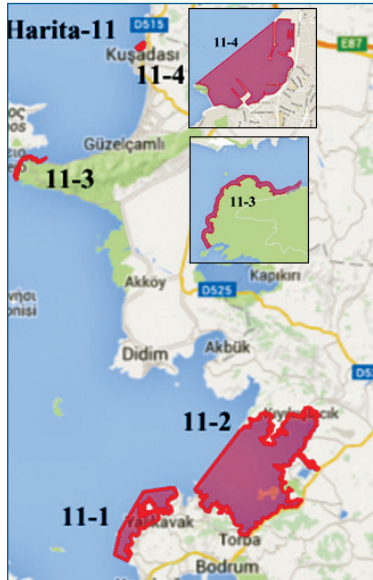 D515
Harita-11
Kuşadası
11-4
11-4
E87
Güzelçamlı
11-3
11-3
Kapıkırı
Akköy
D525
Didim
Akbük
11-2
11-1
Yalıkavak
Torba
Bodrum